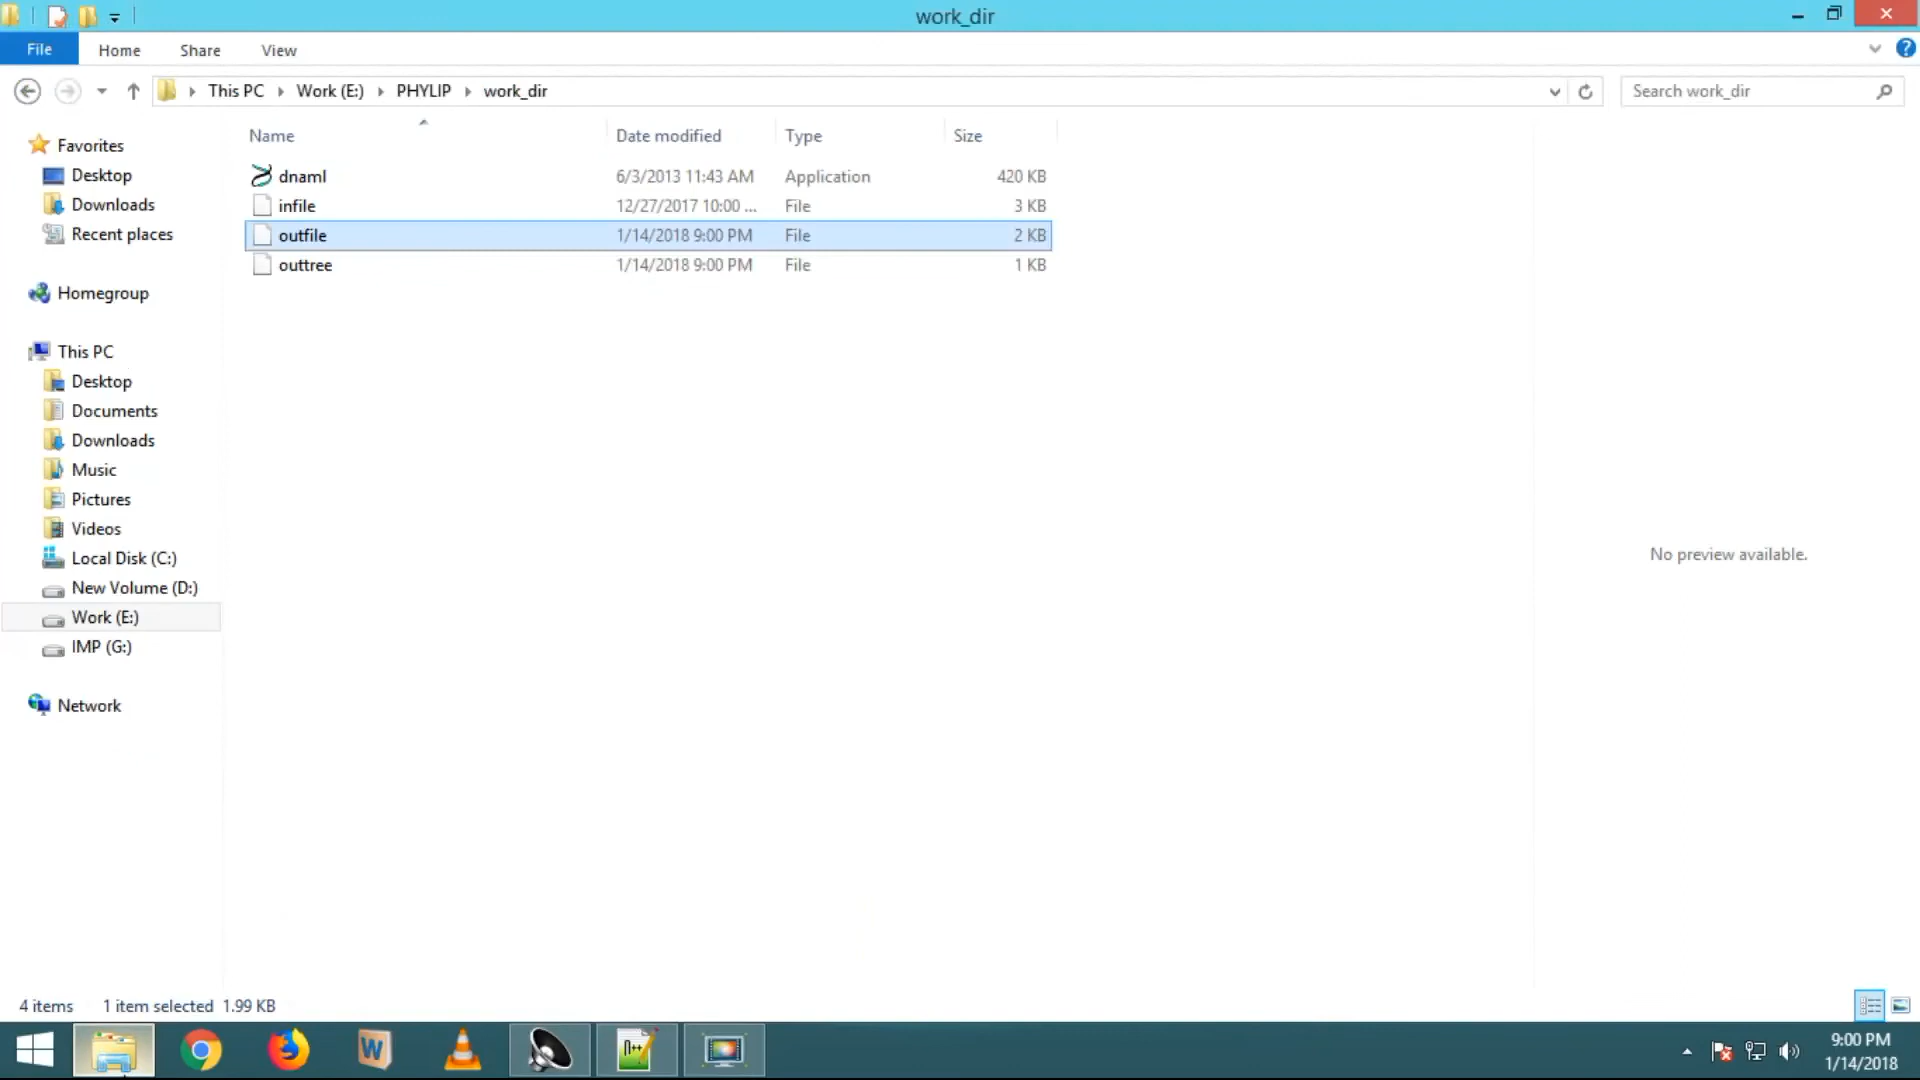 work_dir
File Home Share View
This PC Work (E:) PHYLIP work_dir
Search work_dir
Name Date modified Type Size
dnaml 6/3/2013 11:43 AM Application 420 KB
infile 12/27/2017 10:00 ... File 3 KB
outfile 1/14/2018 9:00 PM File 2 KB
outtree 1/14/2018 9:00 PM File 1 KB
Favorites
Desktop
Downloads
Recent places
Homegroup
This PC
Desktop
Documents
Downloads
Music
Pictures
Videos
Local Disk (C:)
New Volume (D:)
Work (E:)
IMP (G:)
Network
No preview available.
4 items 1 item selected 1.99 KB
W
n++
9:00 PM
1/14/2018